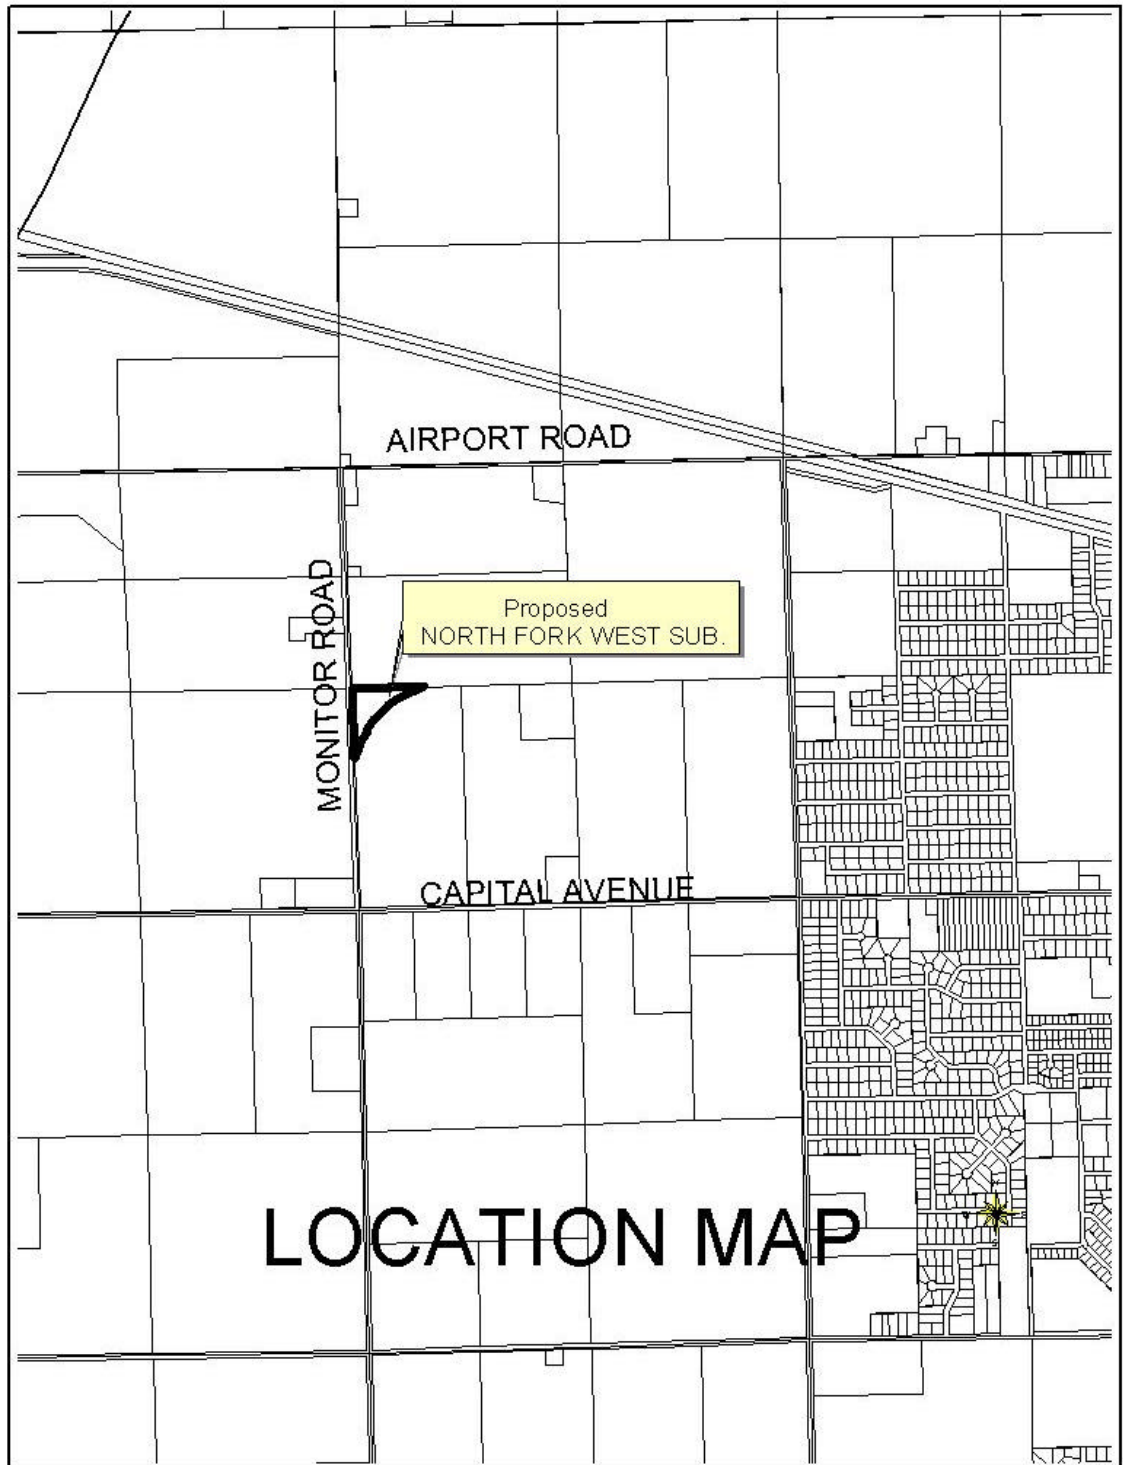 AIRPORT ROAD
MONITOR ROAD
Proposed
NORTH FORK WEST SUB.
CAPITAL AVENUE
LOCATION MAP